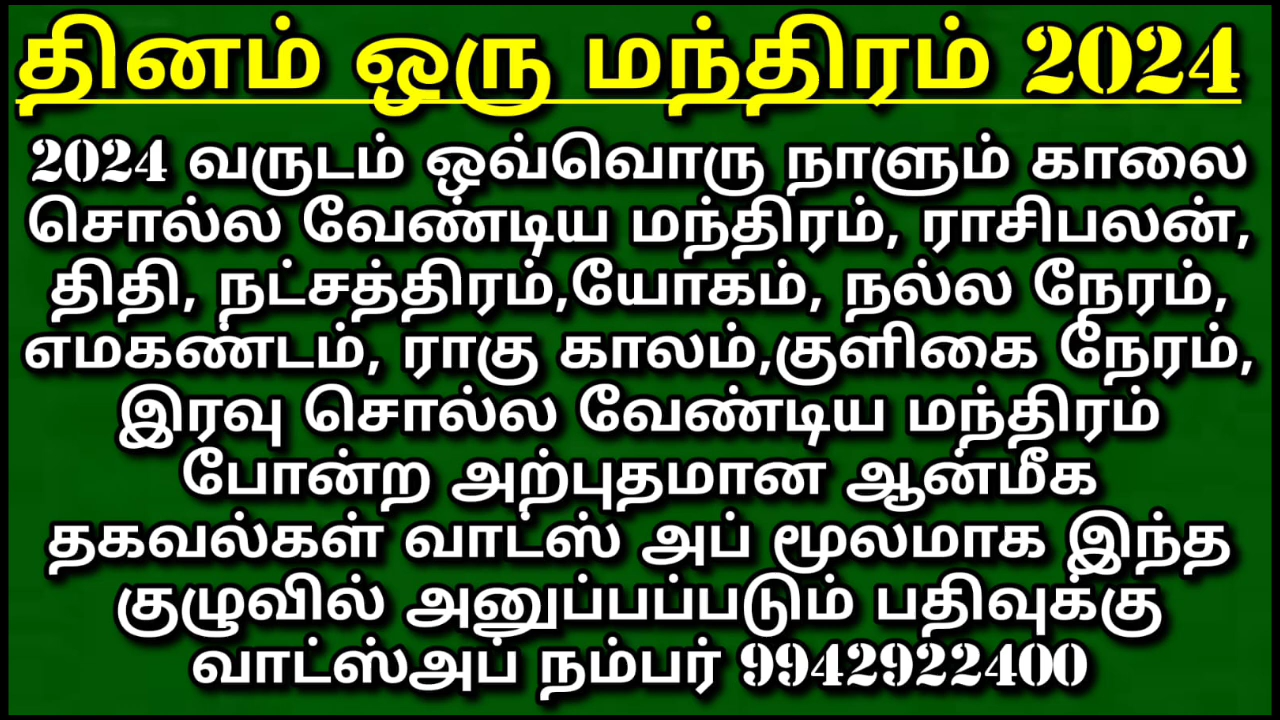 தினம் ஒரு மந்திரம் 2024
2024 வருடம் ஒவ்வொரு நாளும் காலை
சொல்ல வேண்டிய மந்திரம், ராசிபலன்,
திதி, நட்சத்திரம்,யோகம், நல்ல நேரம்,
எமகண்டம், ராகு காலம்,குளிகை நேரம்,
இரவு சொல்ல வேண்டிய மந்திரம்
போன்ற அற்புதமான ஆன்மீக
தகவல்கள் வாட்ஸ் அப் மூலமாக இந்த
குழுவில் அனுப்பப்படும் பதிவுக்கு
வாட்ஸ்அப் நம்பர் 9942922400